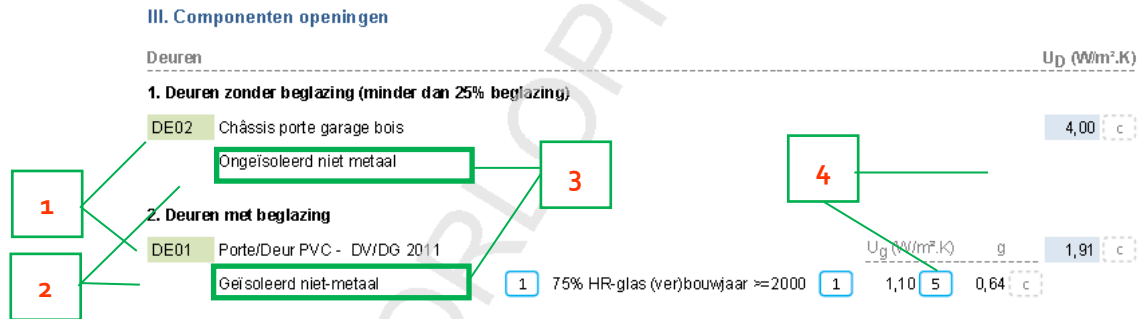 III. Componenten openingen
Deuren U_D (W/m².K)
1. Deuren zonder beglazing (minder dan 25% beglazing)
DE02 Châssis porte garage bois 4,00 c
Ongeïsoleerd niet metaal
3
4
1
2. Deuren met beglazing
DE01 Porte/Deur PVC - DV/DG 2011 Ug (W/m².K) g 1,91 c
2
Geïsoleerd niet-metaal 1 75% HR-glas (ver)bouwjaar >=2000 1 1,10 5 0,64 c